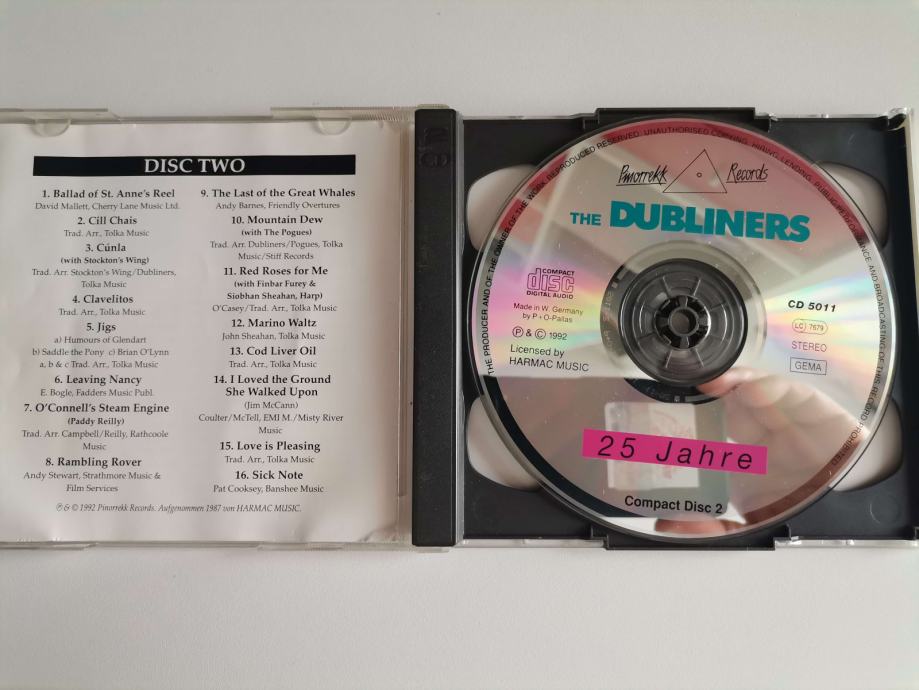 DISC TWO
1. Ballad of St. Anne's Reel
David Mallett, Cherry Lane Music Ltd.
2. Cill Chais
Trad. Arr., Tolka Music
3. Cúnla
(with Stockton's Wing)
Trad. Arr. Stockton's Wing/Dubliners,
Tolka Music
4. Clavelitos
Trad. Arr., Tolka Music
5. Jigs
a) Humours of Glendart
b) Saddle the Pony c) Brian O'Lynn
a, b & c Trad. Arr., Tolka Music
6. Leaving Nancy
E. Bogle, Fadders Music Publ.
7. O'Connell's Steam Engine
(Paddy Reilly)
Trad. Arr. Campbell/Reilly, Rathcoole
Music
8. Rambling Rover
Andy Stewart, Strathmore Music &
Film Services
9. The Last of the Great Whales
Andy Barnes, Friendly Overtures
10. Mountain Dew
(with The Pogues)
Trad. Arr. Dubliners/Pogues, Tolka
Music/Stiff Records
11. Red Roses for Me
(with Finbar Furey &
Siobhan Sheahan, Harp)
O'Casey/Trad. Arr., Tolka Music
12. Marino Waltz
John Sheahan, Tolka Music
13. Cod Liver Oil
Trad. Arr., Tolka Music
14. I Loved the Ground
She Walked Upon
(Jim McCann)
Coulter/McTell, EMI M./Misty River
Music
15. Love is Pleasing
Trad. Arr., Tolka Music
16. Sick Note
Pat Cooksey, Banshee Music
℗ & © 1992 Pinorrekk Records. Aufgenommen 1987 von HARMAC MUSIC.
2 CD
THE PRODUCER AND OF THE OWNER OF THE WORK REPRODUCED RESERVED. UNAUTHORISED COPYING, HIRING, LENDING, PUBLIC PERFORMANCE AND BROADCASTING OF THIS RECORD PROHIBITED
Pinorrekk Records
THE DUBLINERS
COMPACT
disc
DIGITAL AUDIO
Made in W. Germany
by P+O-Pallas
℗ & © 1992
Licensed by
HARMAC MUSIC
CD 5011
LC 7679
STEREO
GEMA
25 Jahre
Compact Disc 2